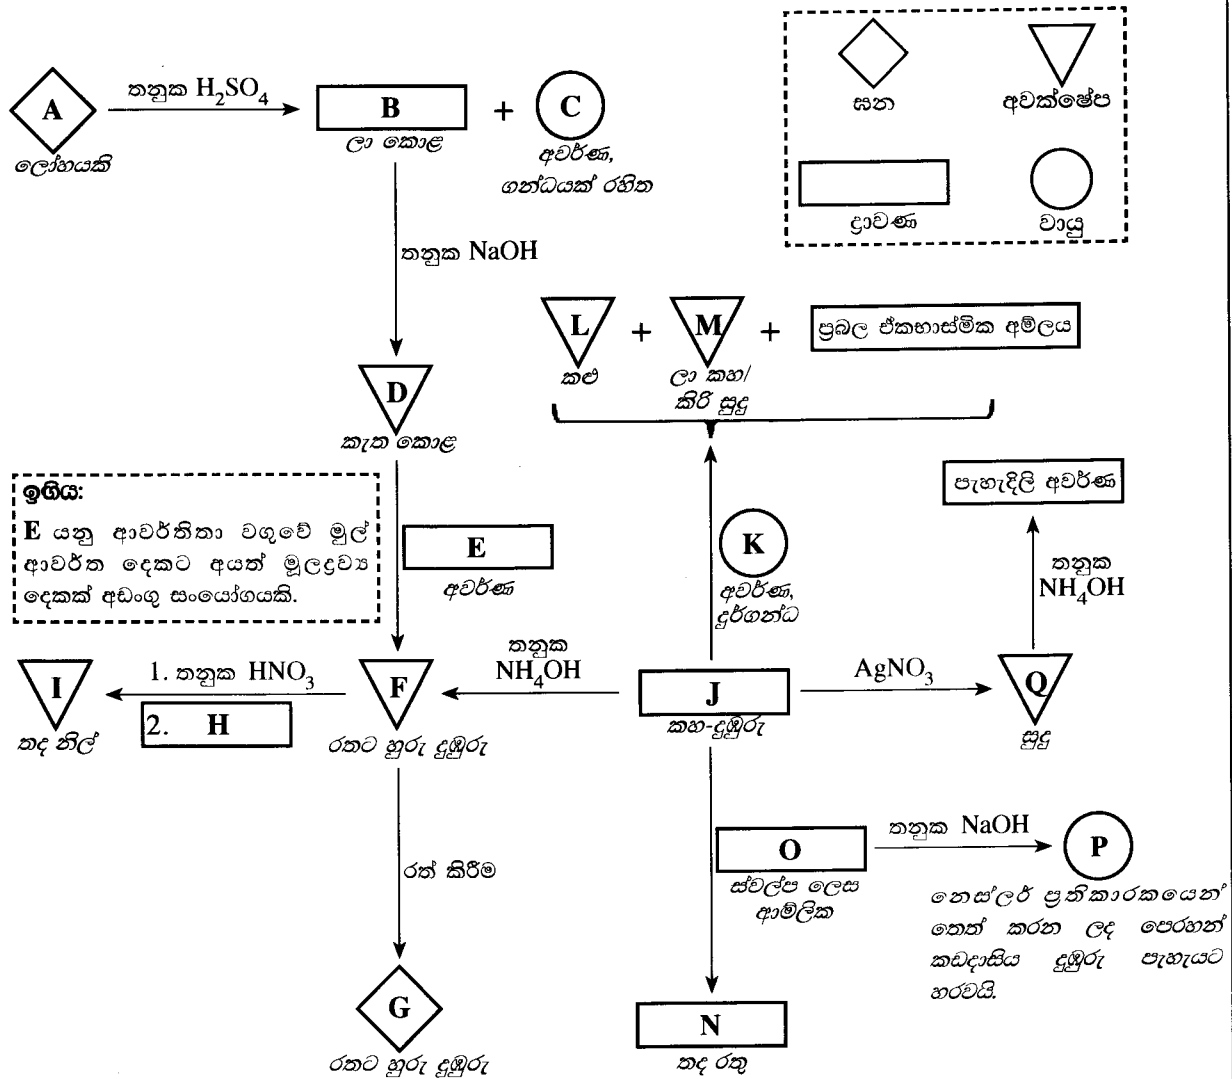 ඝන
අවක්ෂේප
ද්‍රාවණ
වායු
A
ලෝහයකි
තනුක H₂SO₄
B
ලා කොළ
+
C
අවර්ණ,
ගන්ධයක් රහිත
තනුක NaOH
L
කළු
+
M
ලා කහ/
කිරි සුදු
+
ප්‍රබල ඒකභාස්මික අම්ලය
D
කැත කොළ
ඉඟිය:
E යනු ආවර්තිතා වගුවේ මුල්
ආවර්ත දෙකට අයත් මූලද්‍රව්‍ය
දෙකක් අඩංගු සංයෝගයකි.
E
අවර්ණ
K
අවර්ණ,
දුර්ගන්ධ
පැහැදිලි අවර්ණ
තනුක
NH₄OH
I
තද නිල්
1. තනුක HNO₃
2. H
F
රතට හුරු දුඹුරු
තනුක
NH₄OH
J
කහ-දුඹුරු
AgNO₃
Q
සුදු
රත් කිරීම
O
ස්වල්ප ලෙස
ආම්ලික
තනුක NaOH
P
නෙස්ලර් ප්‍රතිකාරකයෙන්
තෙත් කරන ලද පෙරහන්
කඩදාසිය දුඹුරු පැහැයට
හරවයි.
G
රතට හුරු දුඹුරු
N
තද රතු